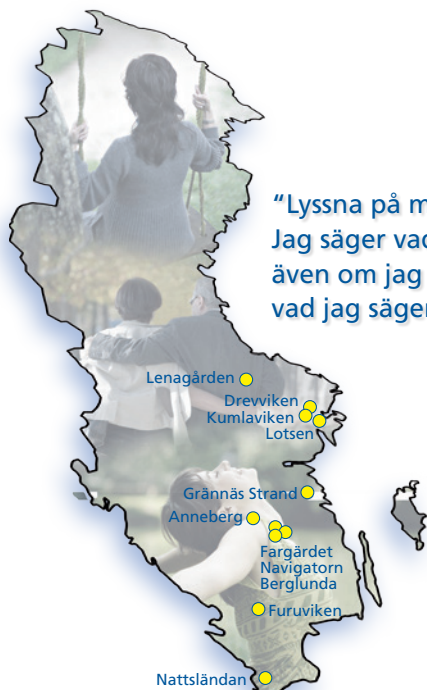 "Lyssna på
Jag säger
även om jag
vad jag säger
Lenagården
Drevviken
Kumlaviken
Lotsen
Grännäs Strand
Anneberg
Fargärdet
Navigatorn
Berglunda
Furuviken
Nattsländan